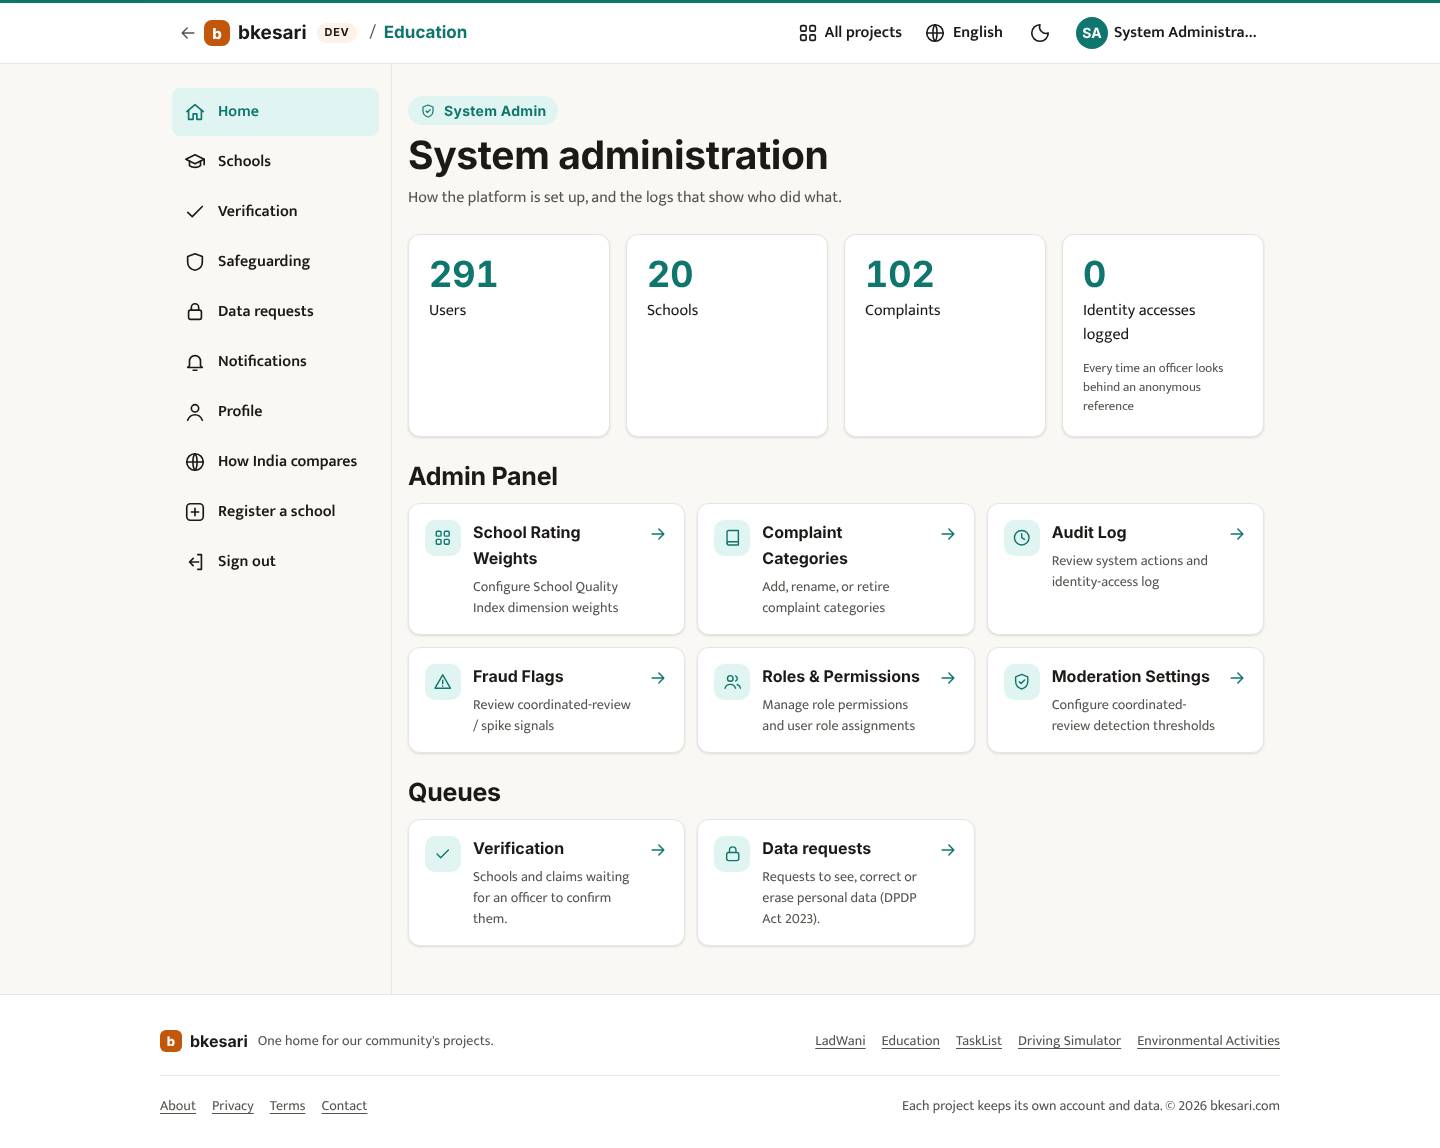 bkesari DEV / Education
All projects
English
SA System Administra...
Home
Schools
Verification
Safeguarding
Data requests
Notifications
Profile
How India compares
Register a school
Sign out
System Admin
System administration
How the platform is set up, and the logs that show who did what.
291
Users
20
Schools
102
Complaints
0
Identity accesses
logged
Every time an officer looks
behind an anonymous
reference
Admin Panel
School Rating
Weights
Configure School Quality
Index dimension weights
Complaint
Categories
Add, rename, or retire
complaint categories
Audit Log
Review system actions and
identity-access log
Fraud Flags
Review coordinated-review
/ spike signals
Roles & Permissions
Manage role permissions
and user role assignments
Moderation Settings
Configure coordinated-
review detection thresholds
Queues
Verification
Schools and claims waiting
for an officer to confirm
them.
Data requests
Requests to see, correct or
erase personal data (DPDP
Act 2023).
b bkesari One home for our community's projects.
LadWani Education TaskList Driving Simulator Environmental Activities
About Privacy Terms Contact
Each project keeps its own account and data. © 2026 bkesari.com